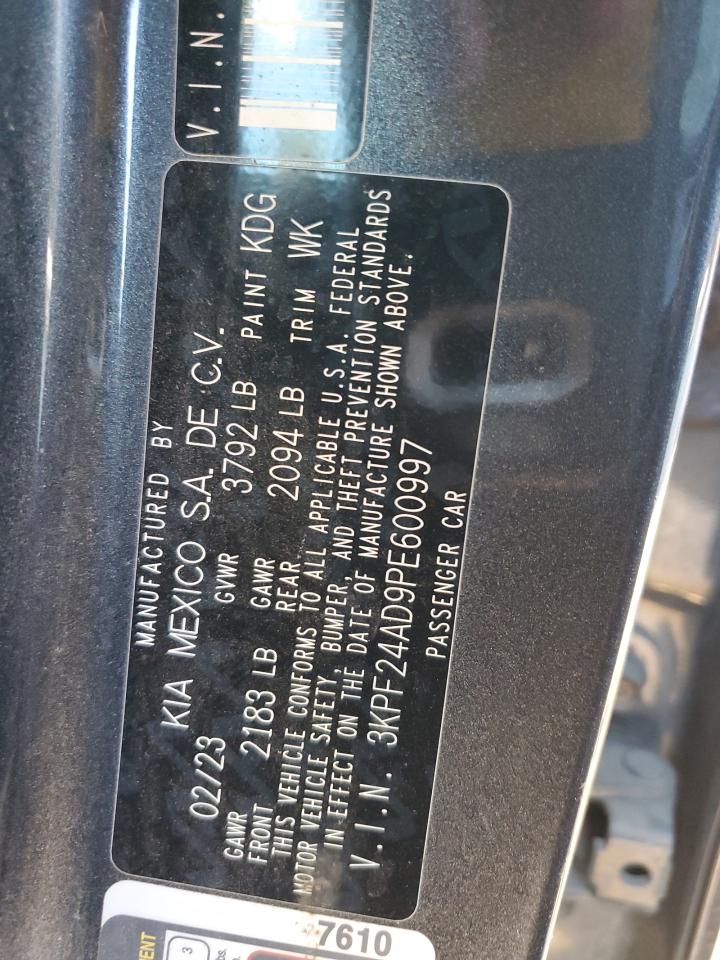 V.I.N.
MANUFACTURED BY
KIA MEXICO S.A. DE C.V.
02/23 GVWR 3792 LB PAINT KDG
GAWR FRONT 2183 LB GAWR REAR 2094 LB TRIM WK
THIS VEHICLE CONFORMS TO ALL APPLICABLE U.S.A. FEDERAL
MOTOR VEHICLE SAFETY, BUMPER, AND THEFT PREVENTION STANDARDS
IN EFFECT ON THE DATE OF MANUFACTURE SHOWN ABOVE.
V.I.N. 3KPF24AD9PE600997
PASSENGER CAR
7610
3